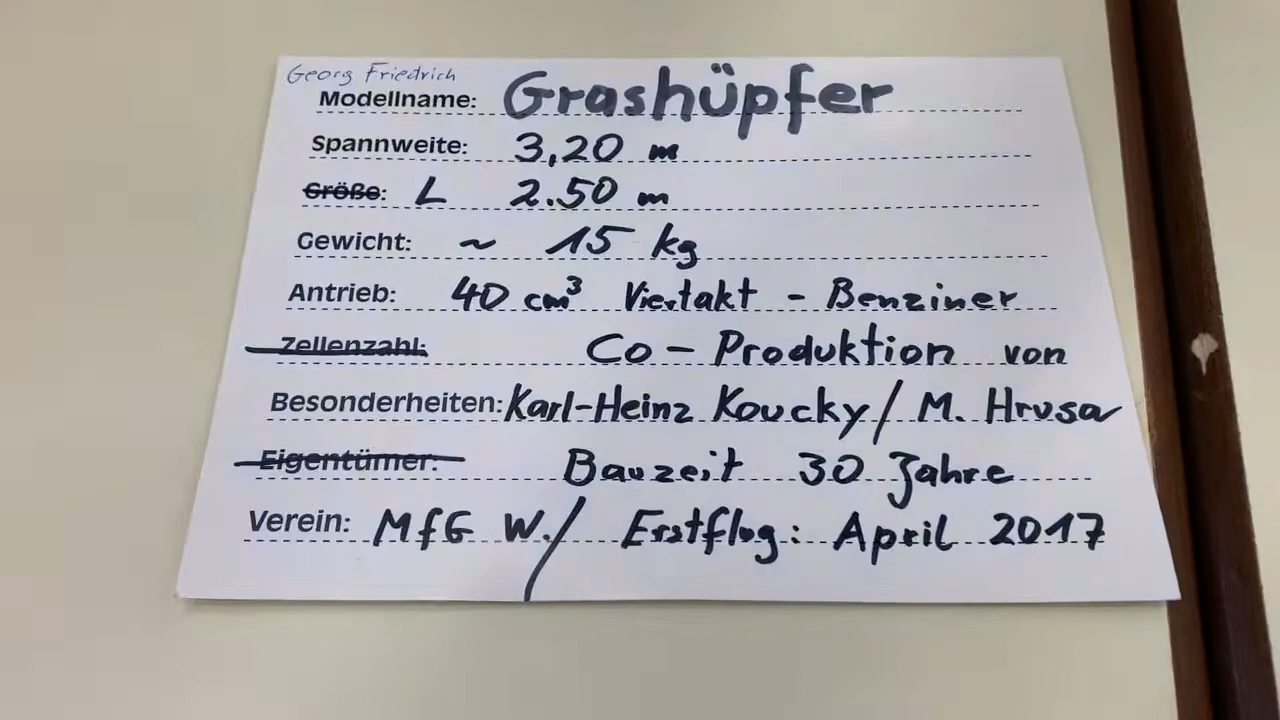 Georg Friedrich
Modellname: Grashüpfer
Spannweite: 3,20 m
Größe: L 2.50 m
Gewicht: ~ 15 kg
Antrieb: 40 cm³ Viertakt - Benziner
Zellenzahl: Co - Produktion von
Besonderheiten: Karl-Heinz Koucky / M. Hrusa
Eigentümer: Bauzeit 30 Jahre
Verein: MfG W. / Erstflug: April 2017